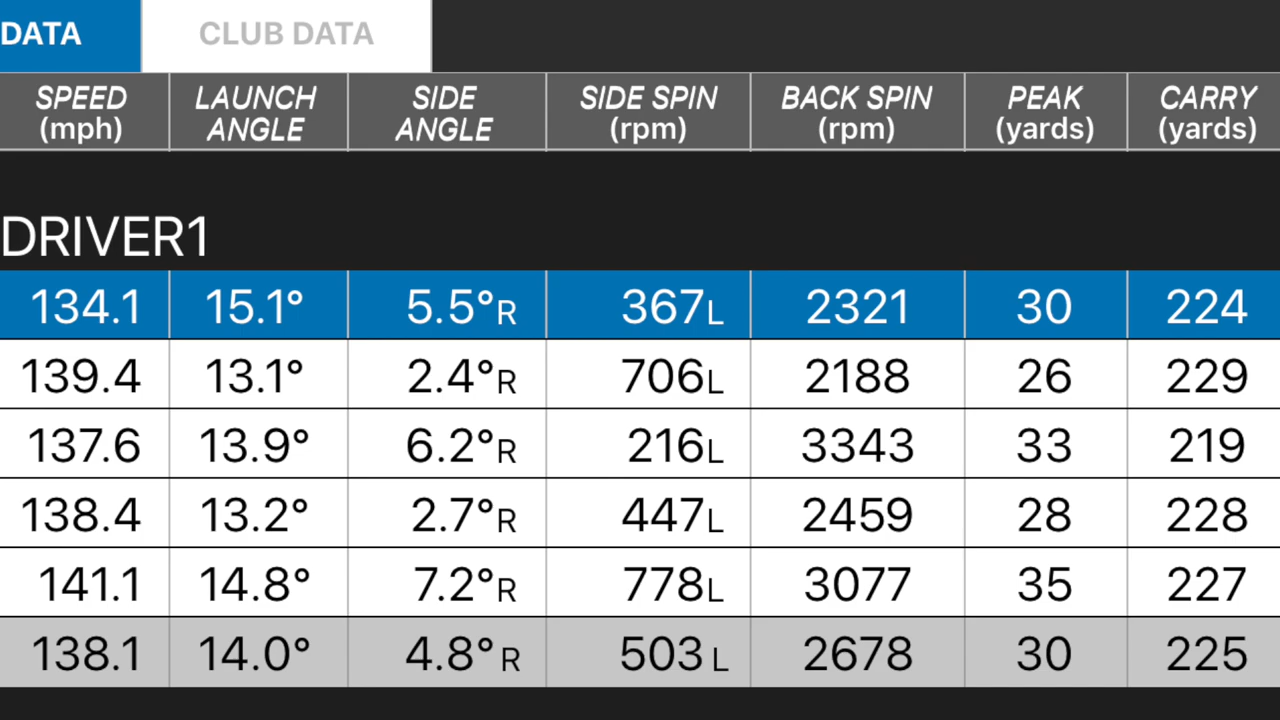 DATA CLUB DATA
SPEED (mph) LAUNCH ANGLE SIDE ANGLE SIDE SPIN (rpm) BACK SPIN (rpm) PEAK (yards) CARRY (yards)
DRIVER1
134.1 15.1° 5.5°R 367L 2321 30 224
139.4 13.1° 2.4°R 706L 2188 26 229
137.6 13.9° 6.2°R 216L 3343 33 219
138.4 13.2° 2.7°R 447L 2459 28 228
141.1 14.8° 7.2°R 778L 3077 35 227
138.1 14.0° 4.8° R 503 L 2678 30 225